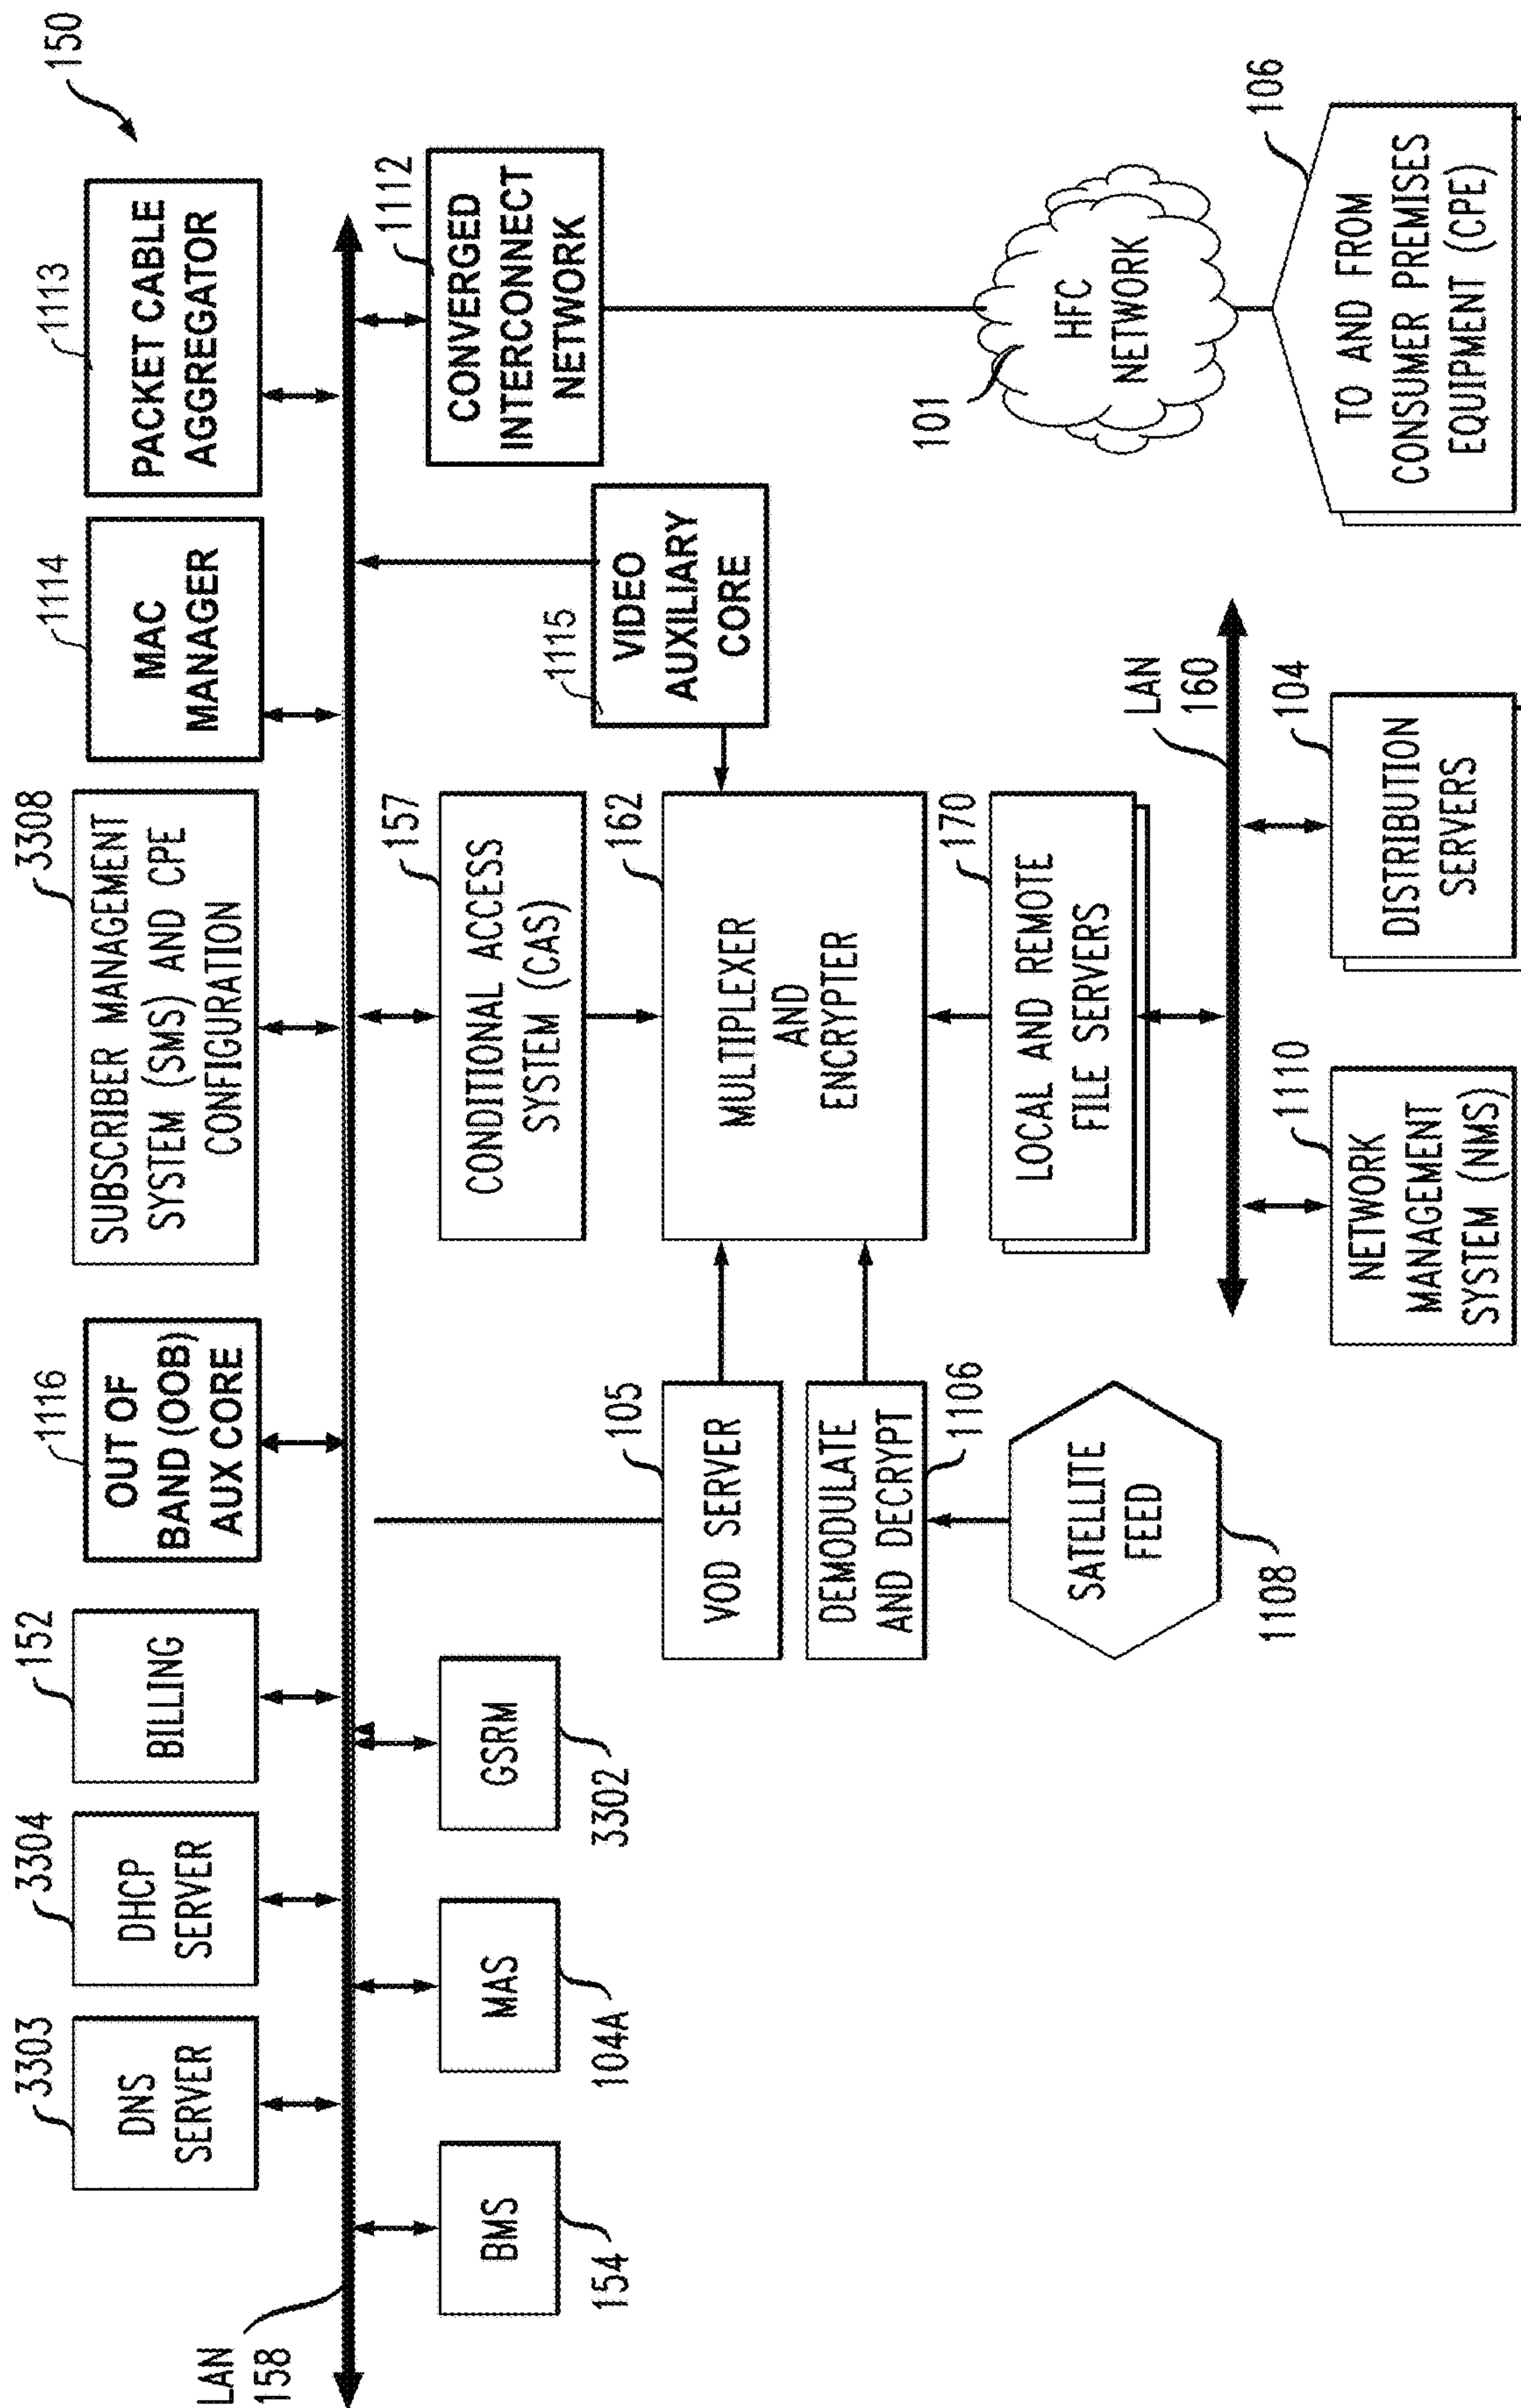 150
3303
DNS
SERVER
3304
DHCP
SERVER
152
BILLING
1116
OUT OF
BAND (OOB)
AUX CORE
3308
SUBSCRIBER MANAGEMENT
SYSTEM (SMS) AND CPE
CONFIGURATION
1114
MAC
MANAGER
1113
PACKET CABLE
AGGREGATOR
LAN
158
BMS
154
MAS
104A
GSRM
3302
157
CONDITIONAL ACCESS
SYSTEM (CAS)
1112
CONVERGED
INTERCONNECT
NETWORK
1115
VIDEO
AUXILIARY
CORE
105
VOD SERVER
162
MULTIPLEXER
AND
ENCRYPTER
DEMODULATE
AND DECRYPT
1106
SATELLITE
FEED
1108
170
LOCAL AND REMOTE
FILE SERVERS
101
HFC
NETWORK
LAN
160
1110
NETWORK
MANAGEMENT
SYSTEM (NMS)
104
DISTRIBUTION
SERVERS
106
TO AND FROM
CONSUMER PREMISES
EQUIPMENT (CPE)